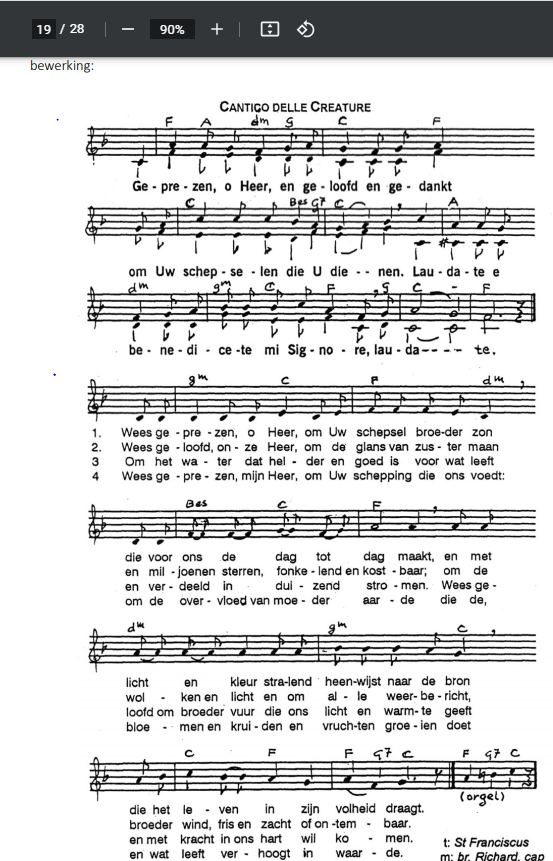 19 / 28 90%
bewerking:
CANTICO DELLE CREATURE
F A dm G C F
Ge - pre - zen, o Heer, en ge - loofd en ge - dankt
C Bes G7 C A
om Uw schep - se - len die U die - - nen. Lau - da - te e
dm gm C F G C - F
be - ne - di - ce - te mi Sig - no - re, lau - da - - - - te.
gm C F dm
1. Wees ge - pre - zen, o Heer, om Uw schepsel broe-der zon
2. Wees ge - loofd, on - ze Heer, om de glans van zus - ter maan
3 Om het wa - ter dat hel - der en goed is voor wat leeft
4 Wees ge - pre - zen, mijn Heer, om Uw schepping die ons voedt:
Bes C F
die voor ons de dag tot dag maakt, en met
en mil - joenen sterren, fonke - lend en kost - baar; om de
en ver - deeld in dui - zend stro - men. Wees ge -
om de over - vloed van moe - der aar - de die de,
dm gm C
licht en kleur stra-lend heen-wijst naar de bron
wol - ken en licht en om al - le weer- be - richt,
loofd om broeder vuur die ons licht en warm- te geeft
bloe - men en krui - den en vruch-ten groe - ien doet
C F F G7 C F G7 C
(orgel)
die het le - ven in zijn volheid draagt.
broeder wind, fris en zacht of on - tem - baar.
en met kracht in ons hart wil ko - men.
en wat leeft ver - hoogt in waar - de.
t: St Franciscus
m: br. Richard, cap